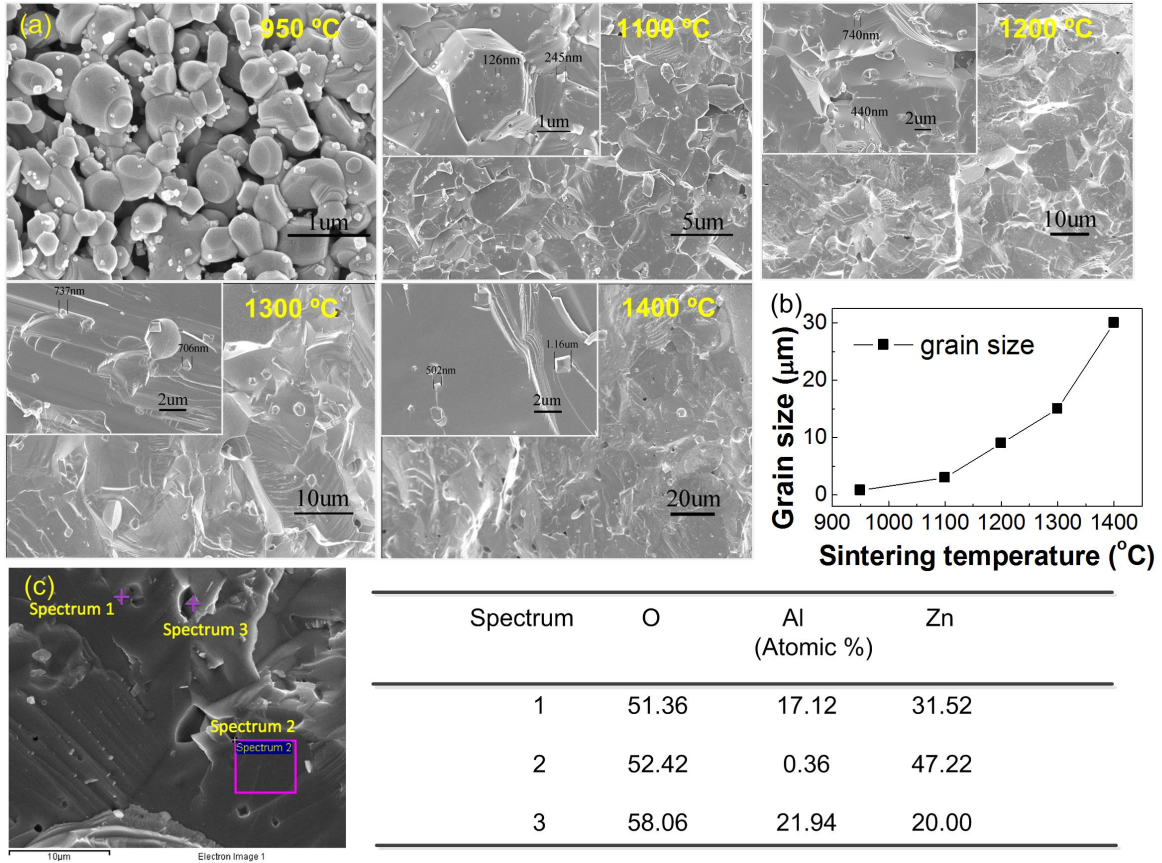 (a)
950 ºC
1um
1100 ºC
126nm
245nm
1um
5um
1200 ºC
740nm
440nm
2um
10um
1300 ºC
737nm
706nm
2um
10um
1400 ºC
502nm
1.16um
2um
20um
(b)
Grain size (μm)
30
20
10
0
grain size
900 1000 1100 1200 1300 1400
Sintering temperature (°C)
(c)
Spectrum 1
Spectrum 3
Spectrum 2
Spectrum 2
10μm
Electron Image 1
Spectrum O Al Zn
(Atomic %)
1 51.36 17.12 31.52
2 52.42 0.36 47.22
3 58.06 21.94 20.00